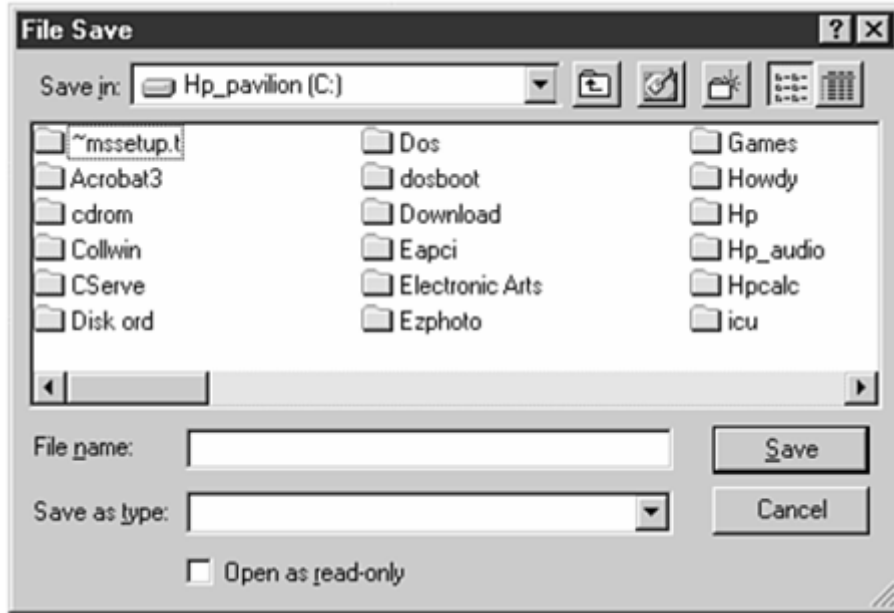 File Save
Save in: Hp_pavilion (C:)
~mssetup.t Dos Games
Acrobat3 dosboot Howdy
cdrom Download Hp
Collwin Eapci Hp_audio
CServe Electronic Arts Hpcalc
Disk ord Ezphoto icu
File name: Save
Save as type: Cancel
Open as read-only